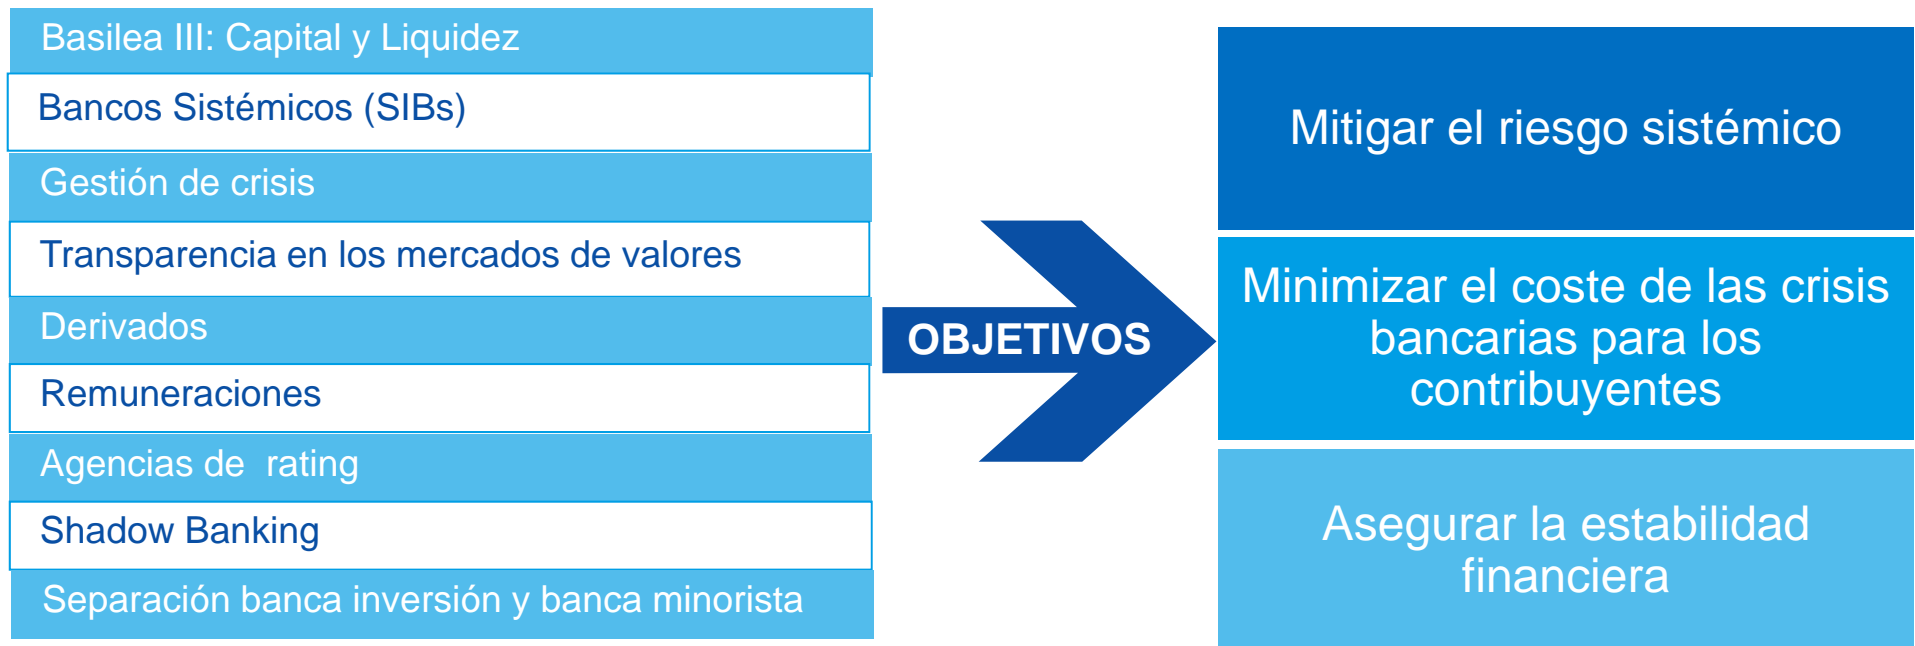 Basilea III: Capital y Liquidez
Bancos Sistémicos (SIBs)
Gestión de crisis
Transparencia en los mercados de valores
Derivados
Remuneraciones
Agencias de rating
Shadow Banking
Separación banca inversión y banca minorista
OBJETIVOS
Mitigar el riesgo sistémico
Minimizar el coste de las crisis
bancarias para los
contribuyentes
Asegurar la estabilidad
financiera